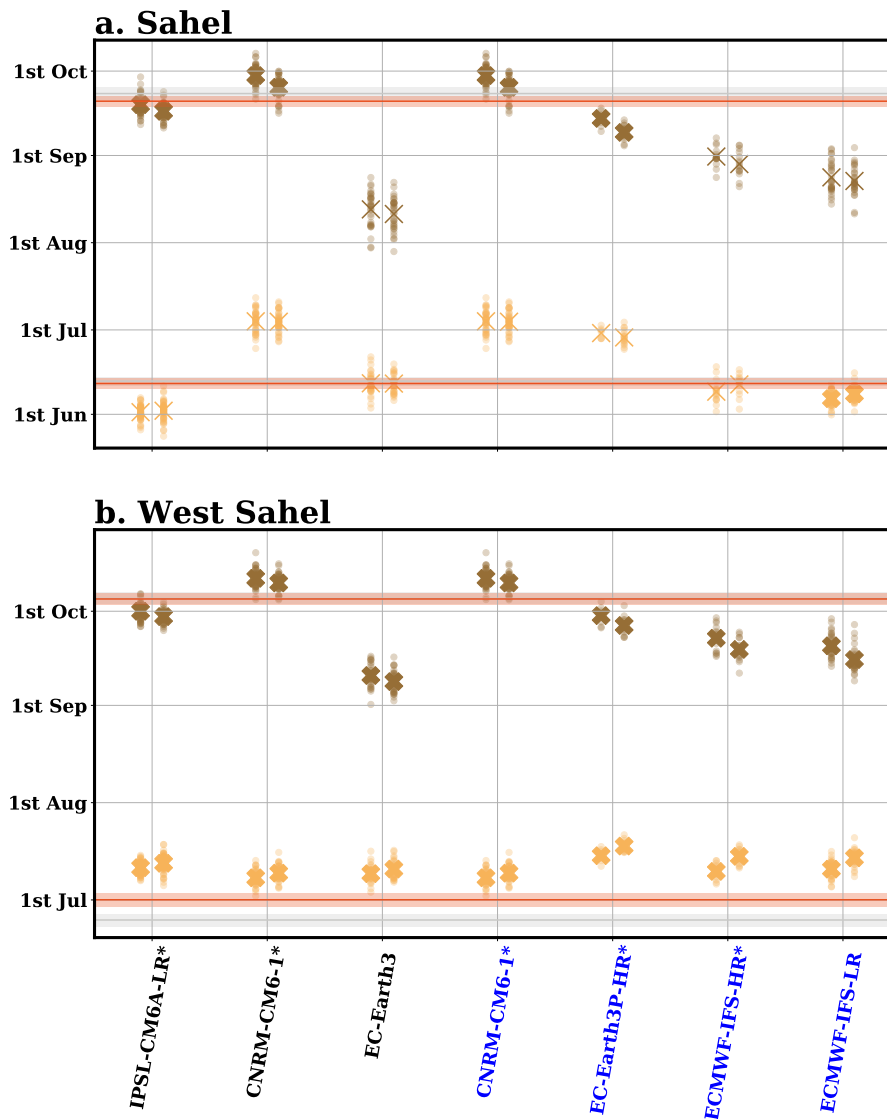 a. Sahel
1st Oct
1st Sep
1st Aug
1st Jul
1st Jun
b. West Sahel
1st Oct
1st Sep
1st Aug
1st Jul
IPSL-CM6A-LR*
CNRM-CM6-1*
EC-Earth3
CNRM-CM6-1*
EC-Earth3P-HR*
ECMWF-IFS-HR*
ECMWF-IFS-LR